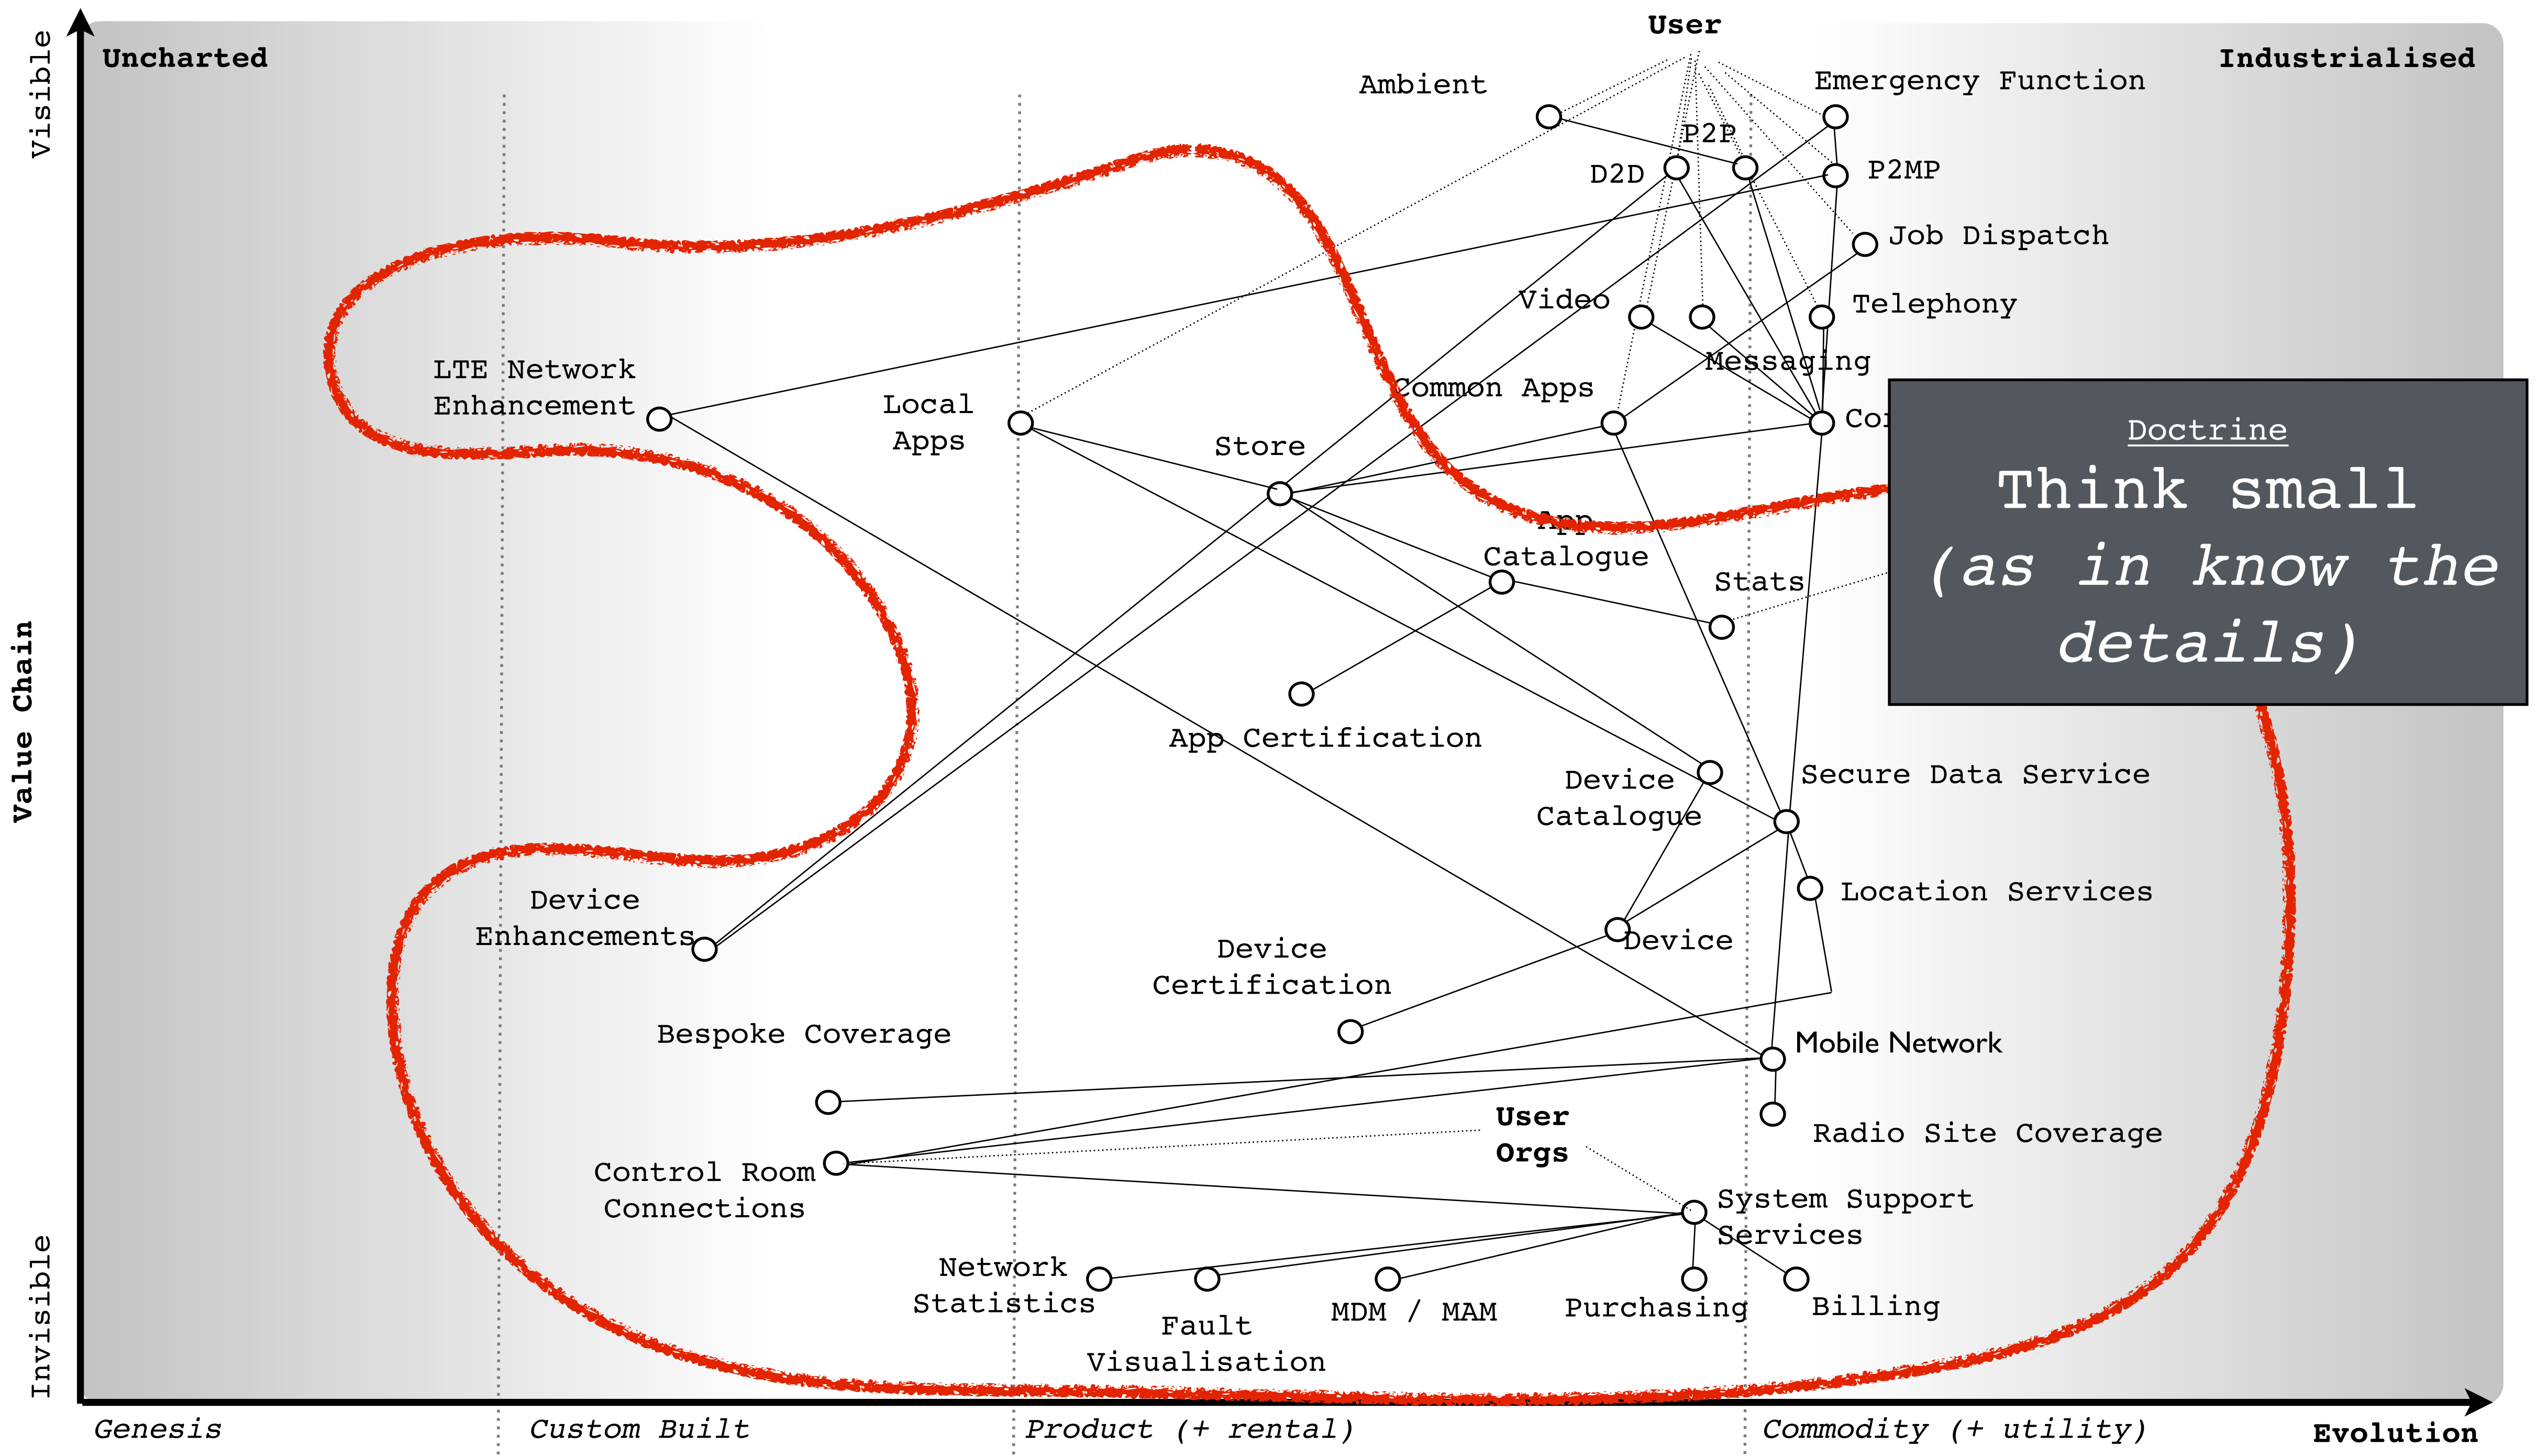 User
Uncharted
Industrialised
Visible
Ambient
Emergency Function
P2P
D2D
P2MP
Job Dispatch
Video
Telephony
Messaging
LTE Network
Enhancement
Common Apps
Local
Apps
Store
Doctrine
Think small
(as in know the
details)
App
Catalogue
Stats
Value Chain
App Certification
Device
Catalogue
Secure Data Service
Device
Enhancements
Location Services
Device
Device
Certification
Bespoke Coverage
Mobile Network
User
Orgs
Radio Site Coverage
Control Room
Connections
System Support
Services
Network
Statistics
Fault
Visualisation
MDM / MAM
Purchasing
Billing
Invisible
Genesis
Custom Built
Product (+ rental)
Commodity (+ utility)
Evolution